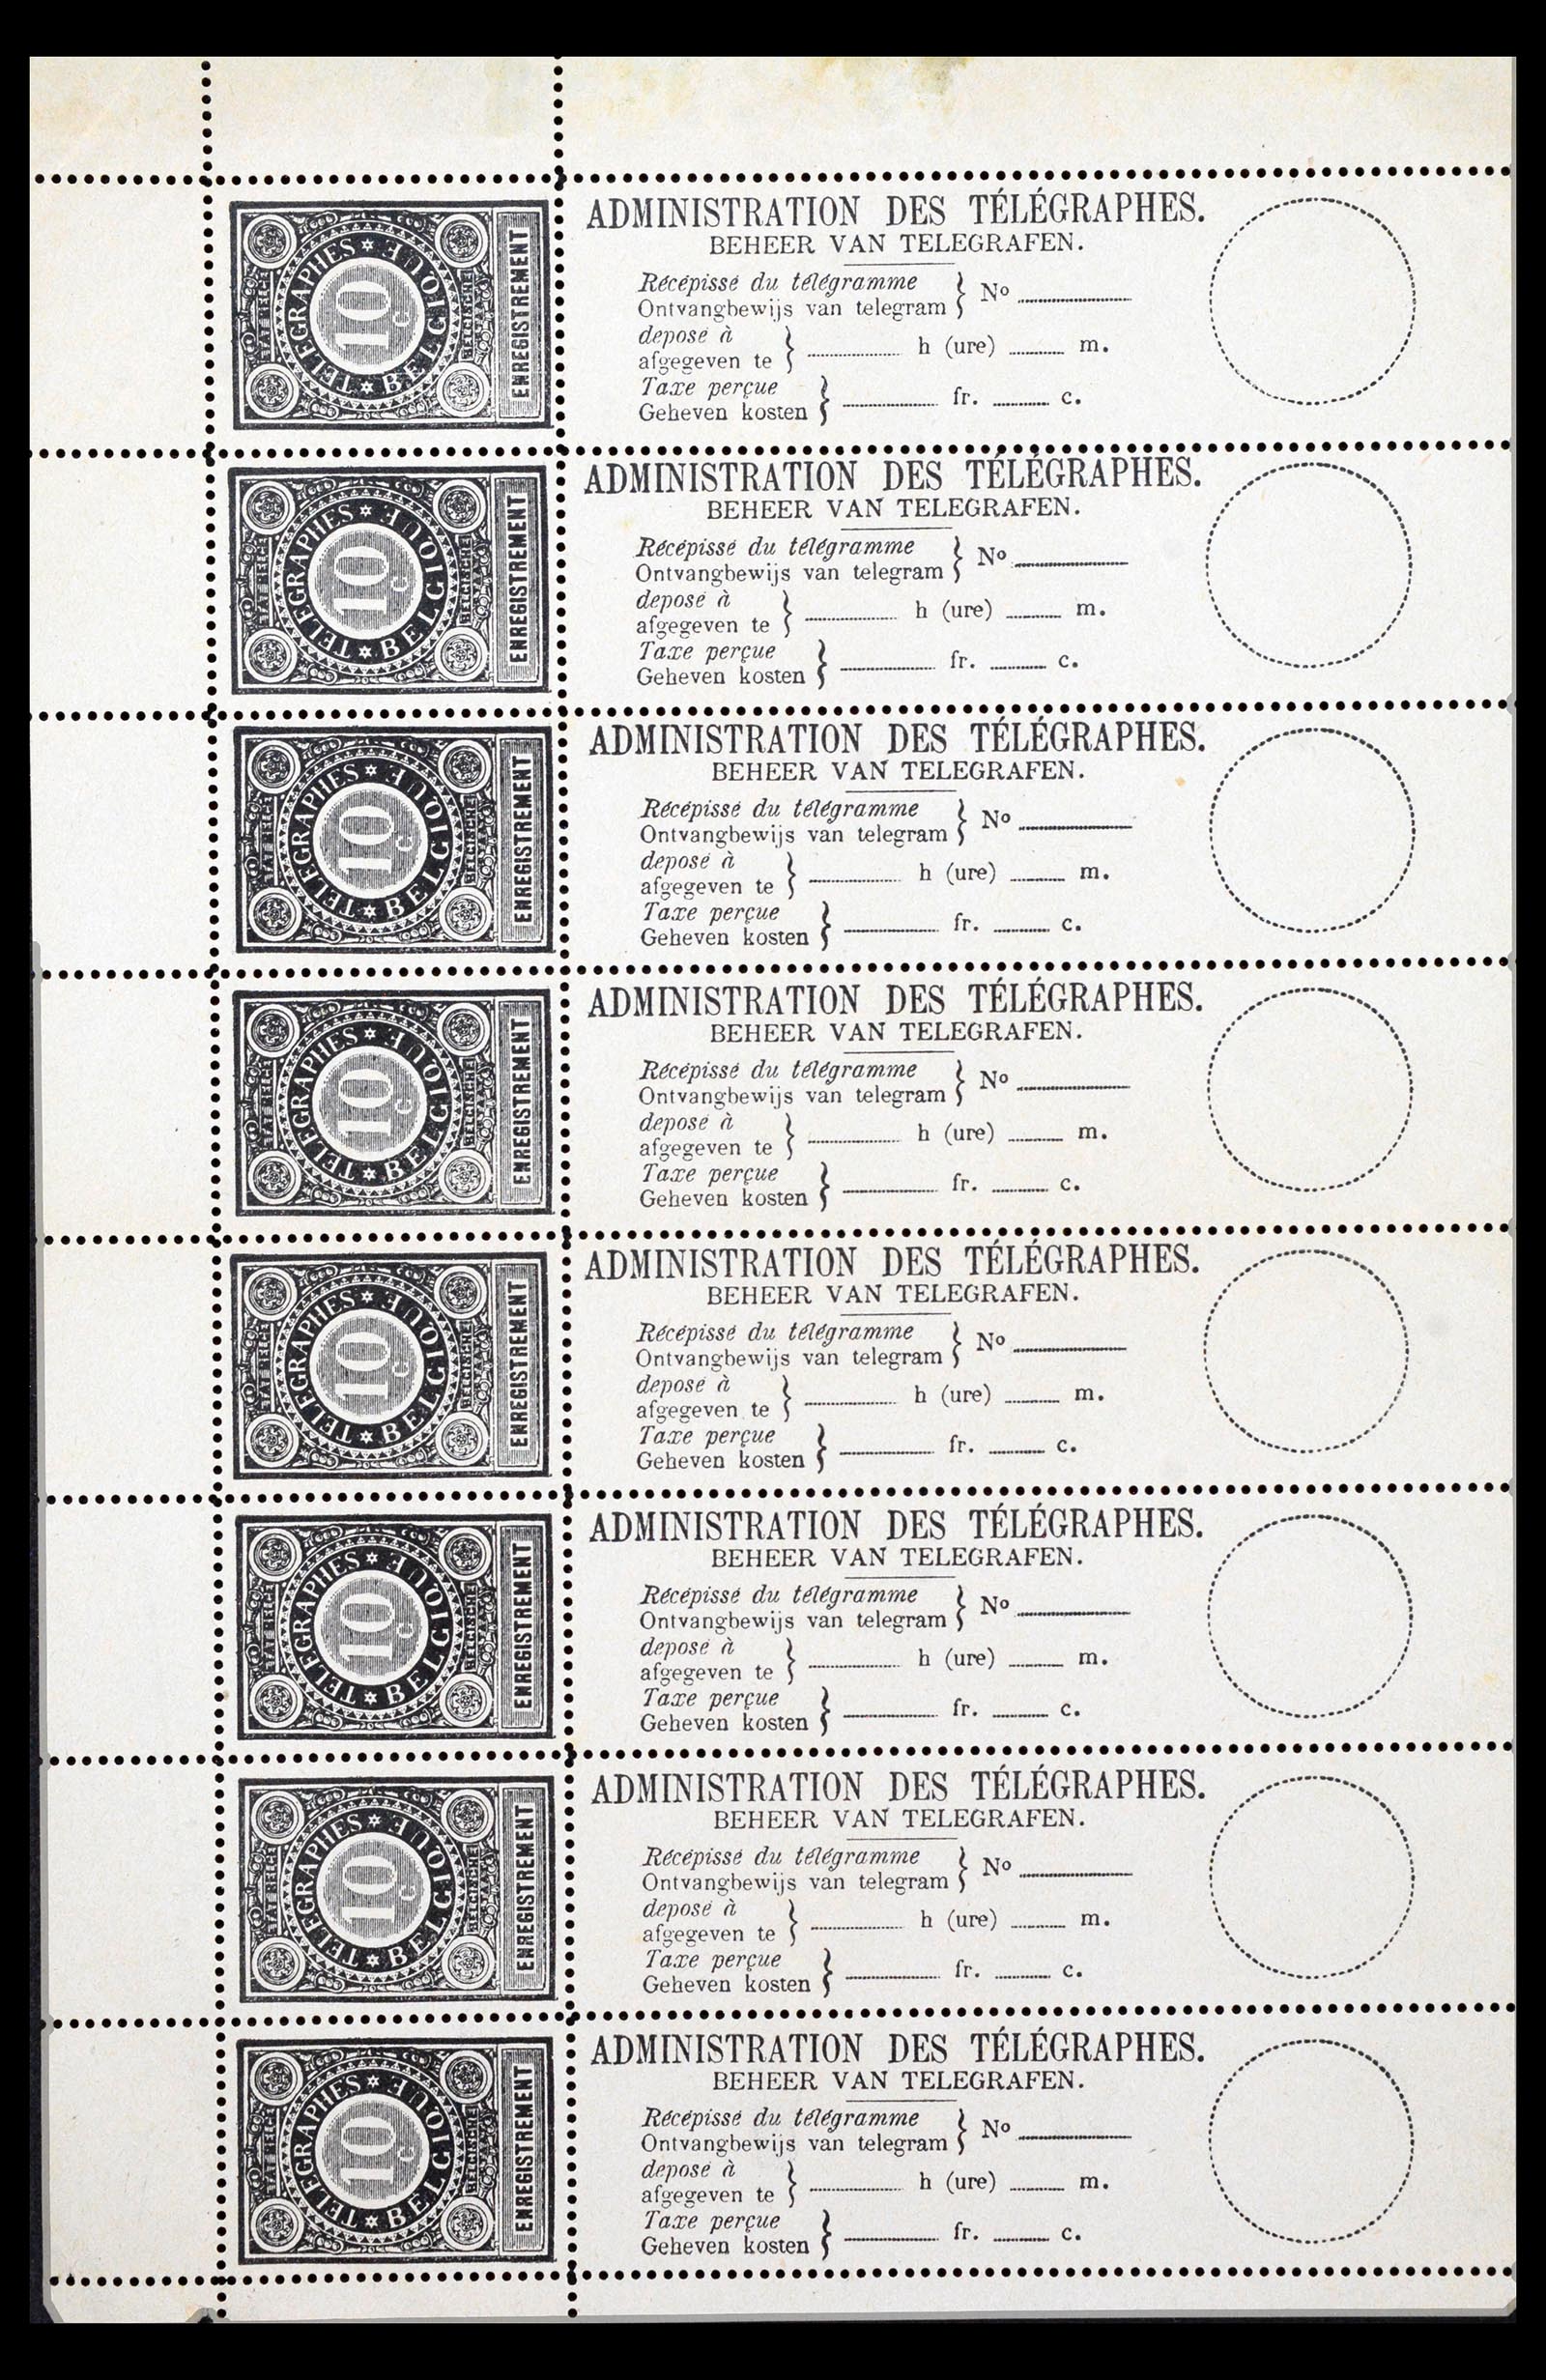 TELEGRAPHES * BELGIQUE *
10 C.
ENREGISTREMENT
ADMINISTRATION DES TÉLÉGRAPHES.
BEHEER VAN TELEGRAFEN.
Récépissé du télégramme } No
Ontvangbewijs van telegram
deposé à } h (ure) m.
afgegeven te
Taxe perçue } fr. c.
Geheven kosten
TELEGRAPHES * BELGIQUE *
10 C.
ENREGISTREMENT
ADMINISTRATION DES TÉLÉGRAPHES.
BEHEER VAN TELEGRAFEN.
Récépissé du télégramme } No
Ontvangbewijs van telegram
deposé à } h (ure) m.
afgegeven te
Taxe perçue } fr. c.
Geheven kosten
TELEGRAPHES * BELGIQUE *
10 C.
ENREGISTREMENT
ADMINISTRATION DES TÉLÉGRAPHES.
BEHEER VAN TELEGRAFEN.
Récépissé du télégramme } No
Ontvangbewijs van telegram
deposé à } h (ure) m.
afgegeven te
Taxe perçue } fr. c.
Geheven kosten
TELEGRAPHES * BELGIQUE *
10 C.
ENREGISTREMENT
ADMINISTRATION DES TÉLÉGRAPHES.
BEHEER VAN TELEGRAFEN.
Récépissé du télégramme } No
Ontvangbewijs van telegram
deposé à } h (ure) m.
afgegeven te
Taxe perçue } fr. c.
Geheven kosten
TELEGRAPHES * BELGIQUE *
10 C.
ENREGISTREMENT
ADMINISTRATION DES TÉLÉGRAPHES.
BEHEER VAN TELEGRAFEN.
Récépissé du télégramme } No
Ontvangbewijs van telegram
deposé à } h (ure) m.
afgegeven te
Taxe perçue } fr. c.
Geheven kosten
TELEGRAPHES * BELGIQUE *
10 C.
ENREGISTREMENT
ADMINISTRATION DES TÉLÉGRAPHES.
BEHEER VAN TELEGRAFEN.
Récépissé du télégramme } No
Ontvangbewijs van telegram
deposé à } h (ure) m.
afgegeven te
Taxe perçue } fr. c.
Geheven kosten
TELEGRAPHES * BELGIQUE *
10 C.
ENREGISTREMENT
ADMINISTRATION DES TÉLÉGRAPHES.
BEHEER VAN TELEGRAFEN.
Récépissé du télégramme } No
Ontvangbewijs van telegram
deposé à } h (ure) m.
afgegeven te
Taxe perçue } fr. c.
Geheven kosten
TELEGRAPHES * BELGIQUE *
10 C.
ENREGISTREMENT
ADMINISTRATION DES TÉLÉGRAPHES.
BEHEER VAN TELEGRAFEN.
Récépissé du télégramme } No
Ontvangbewijs van telegram
deposé à } h (ure) m.
afgegeven te
Taxe perçue } fr. c.
Geheven kosten